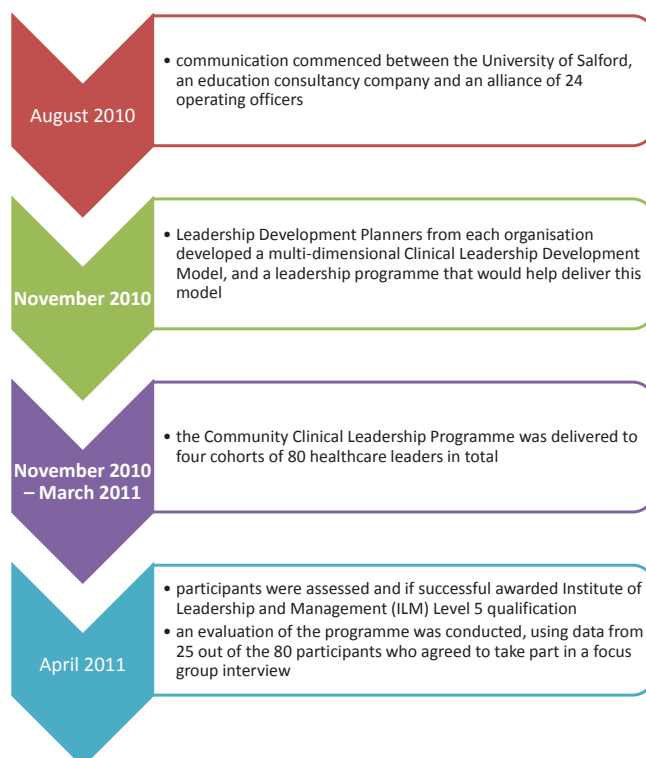 August 2010
• communication commenced between the University of Salford,
an education consultancy company and an alliance of 24
operating officers
November 2010
• Leadership Development Planners from each organisation
developed a multi-dimensional Clinical Leadership Development
Model, and a leadership programme that would help deliver this
model
November 2010
– March 2011
• the Community Clinical Leadership Programme was delivered to
four cohorts of 80 healthcare leaders in total
April 2011
• participants were assessed and if successful awarded Institute of
Leadership and Management (ILM) Level 5 qualification
• an evaluation of the programme was conducted, using data from
25 out of the 80 participants who agreed to take part in a focus
group interview